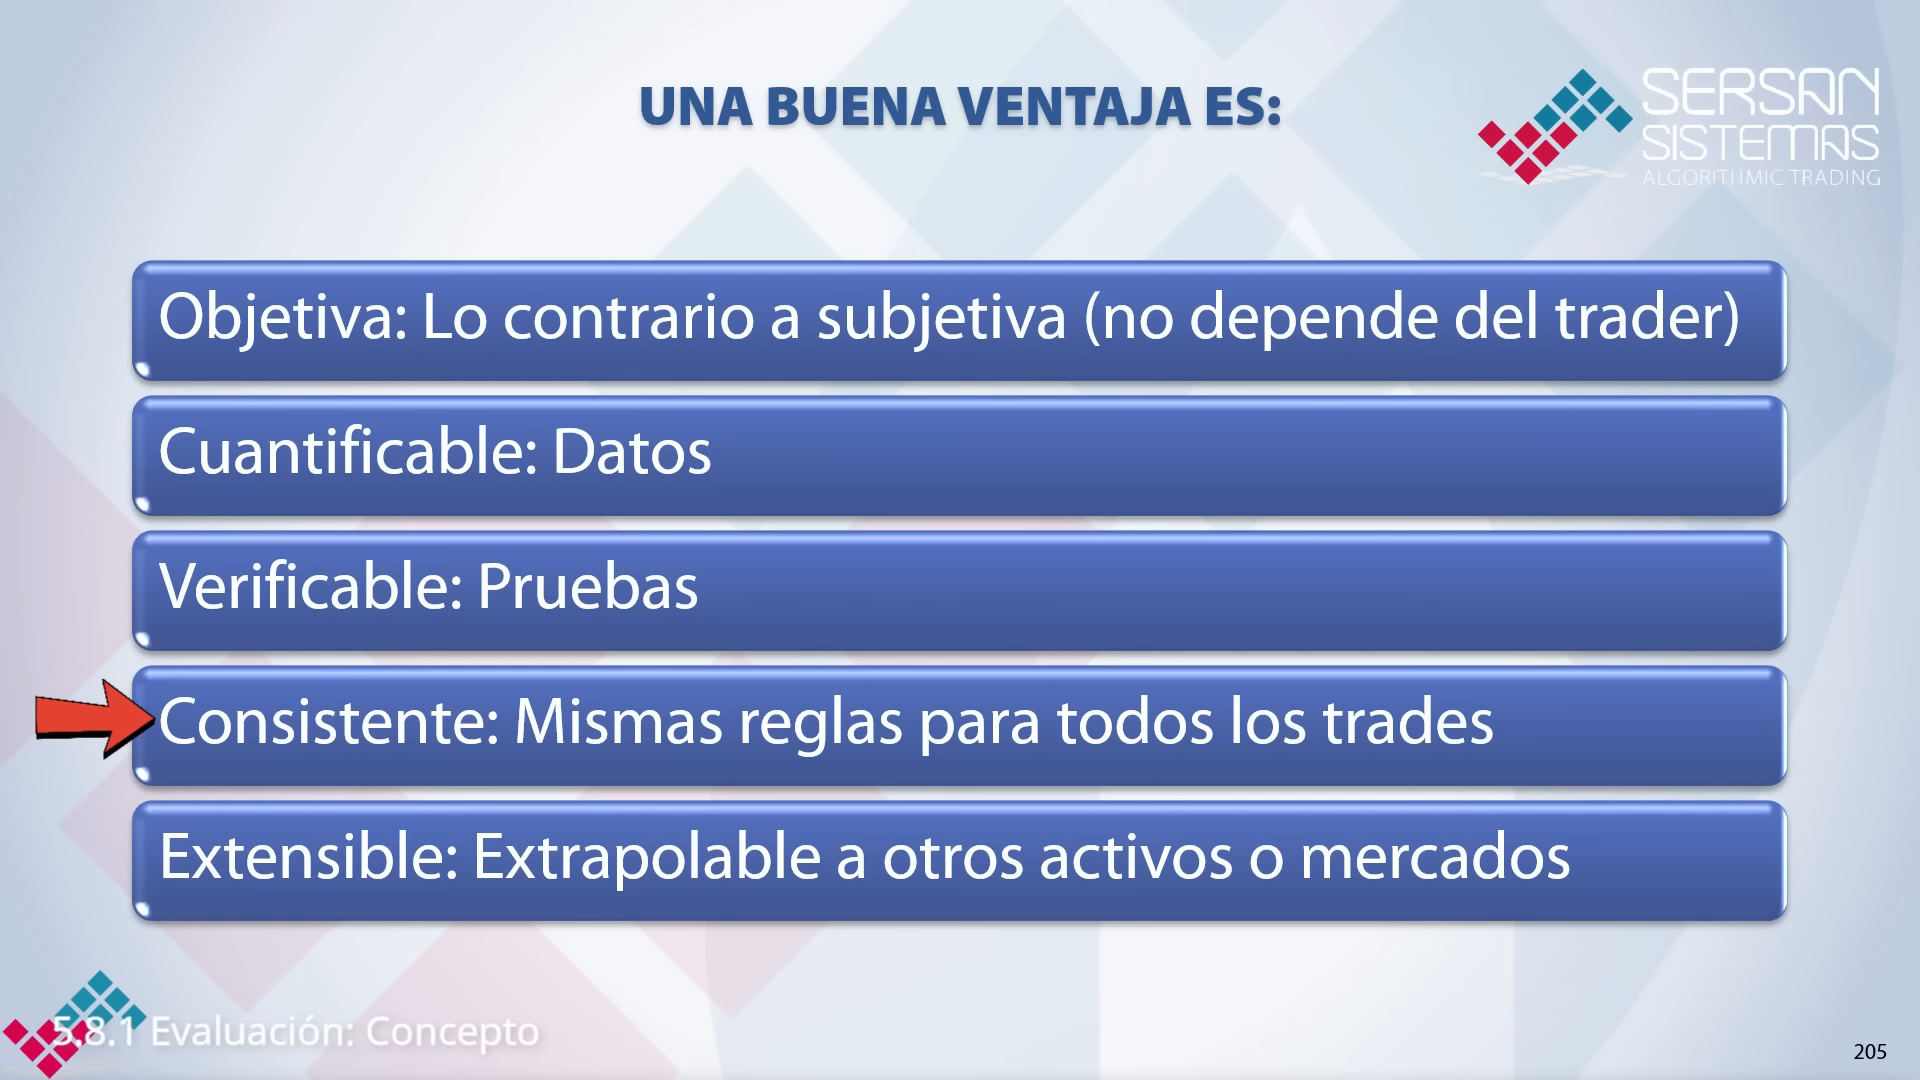 UNA BUENA VENTAJA ES:
SERSAN
SISTEMAS
ALGORITHMIC TRADING
Objetiva: Lo contrario a subjetiva (no depende del trader)
Cuantificable: Datos
Verificable: Pruebas
Consistente: Mismas reglas para todos los trades
Extensible: Extrapolable a otros activos o mercados
5.8.1 Evaluación: Concepto
205